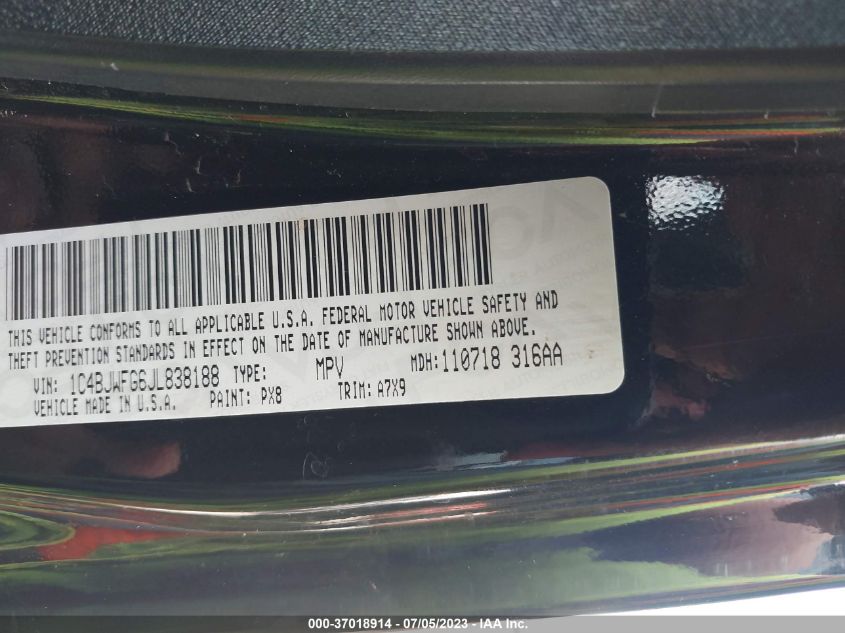 THIS VEHICLE CONFORMS TO ALL APPLICABLE U.S.A. FEDERAL MOTOR VEHICLE SAFETY AND
THEFT PREVENTION STANDARDS IN EFFECT ON THE DATE OF MANUFACTURE SHOWN ABOVE.
VIN: 1C4BJWFG6JL838188 TYPE: MPV MDH:110718 316AA
VEHICLE MADE IN U.S.A. PAINT: PX8 TRIM: A7X9
000-37018914 - 07/05/2023 - IAA Inc.